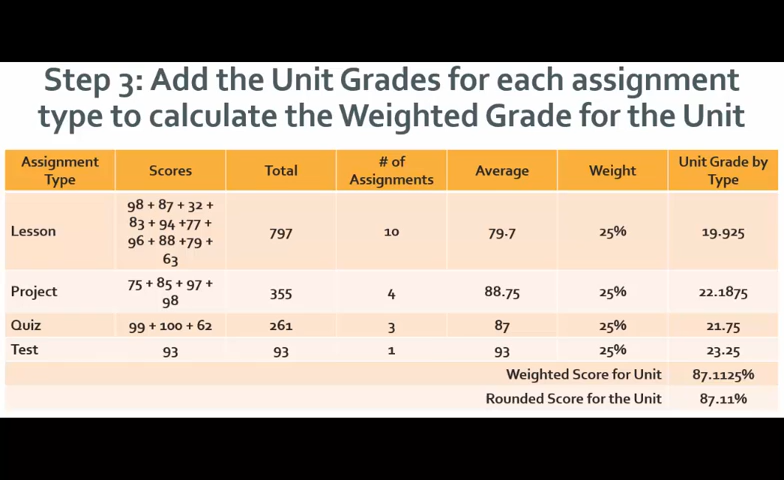 Step 3: Add the Unit Grades for each assignment
type to calculate the Weighted Grade for the Unit
Assignment Type Scores Total # of Assignments Average Weight Unit Grade by Type
Lesson 98 + 87 + 32 + 83 + 94 +77 + 96 + 88 +79 + 63 797 10 79.7 25% 19.925
Project 75 + 85 + 97 + 98 355 4 88.75 25% 22.1875
Quiz 99 + 100 + 62 261 3 87 25% 21.75
Test 93 93 1 93 25% 23.25
Weighted Score for Unit 87.1125%
Rounded Score for the Unit 87.11%